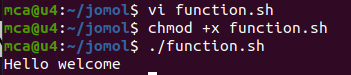 mca@u4:~/jomol$ vi function.sh
mca@u4:~/jomol$ chmod +x function.sh
mca@u4:~/jomol$ ./function.sh
Hello welcome